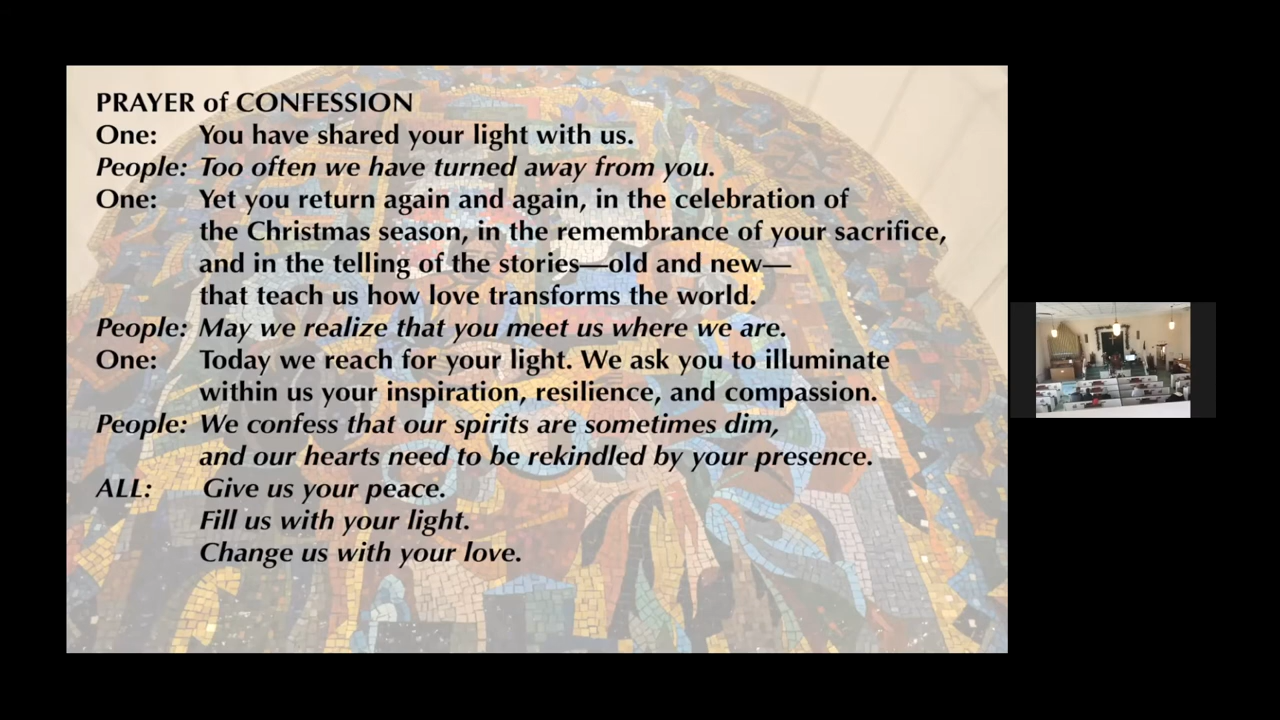 PRAYER of CONFESSION
One: You have shared your light with us.
People: Too often we have turned away from you.
One: Yet you return again and again, in the celebration of
the Christmas season, in the remembrance of your sacrifice,
and in the telling of the stories—old and new—
that teach us how love transforms the world.
People: May we realize that you meet us where we are.
One: Today we reach for your light. We ask you to illuminate
within us your inspiration, resilience, and compassion.
People: We confess that our spirits are sometimes dim,
and our hearts need to be rekindled by your presence.
ALL: Give us your peace.
Fill us with your light.
Change us with your love.